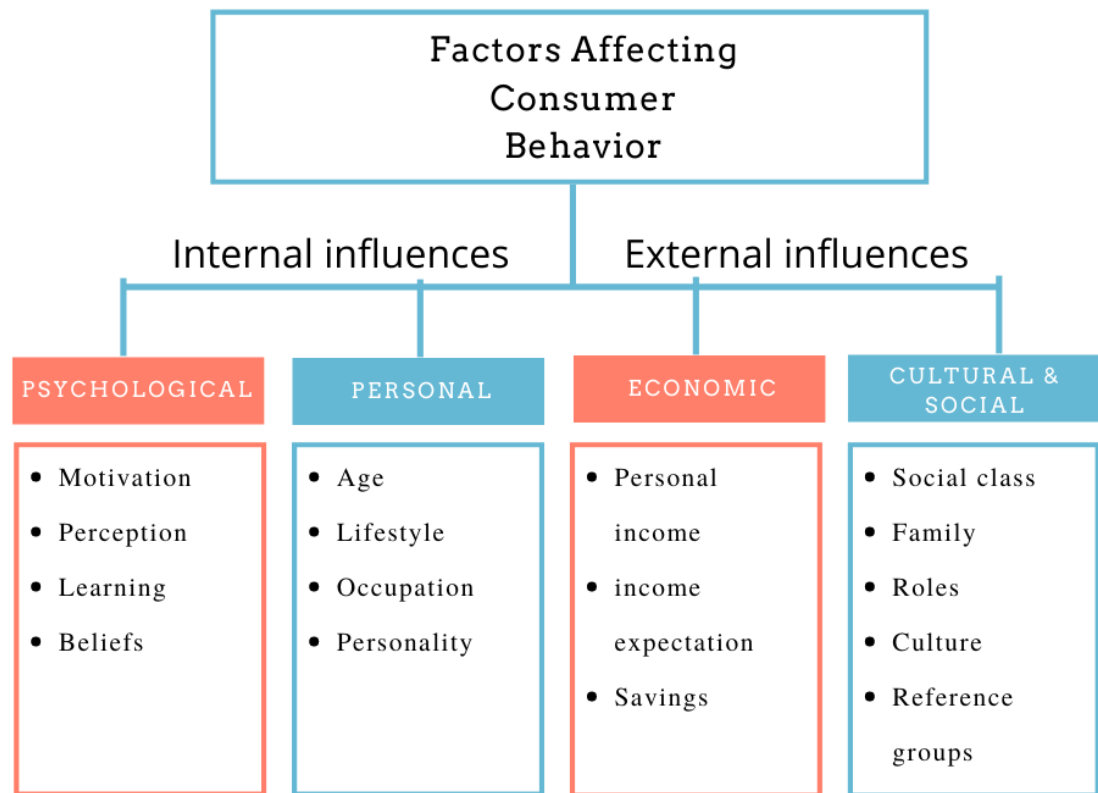 Factors Affecting
Consumer
Behavior
Internal influences
External influences
PSYCHOLOGICAL
• Motivation
• Perception
• Learning
• Beliefs
PERSONAL
• Age
• Lifestyle
• Occupation
• Personality
ECONOMIC
• Personal
income
• income
expectation
• Savings
CULTURAL &
SOCIAL
• Social class
• Family
• Roles
• Culture
• Reference
groups